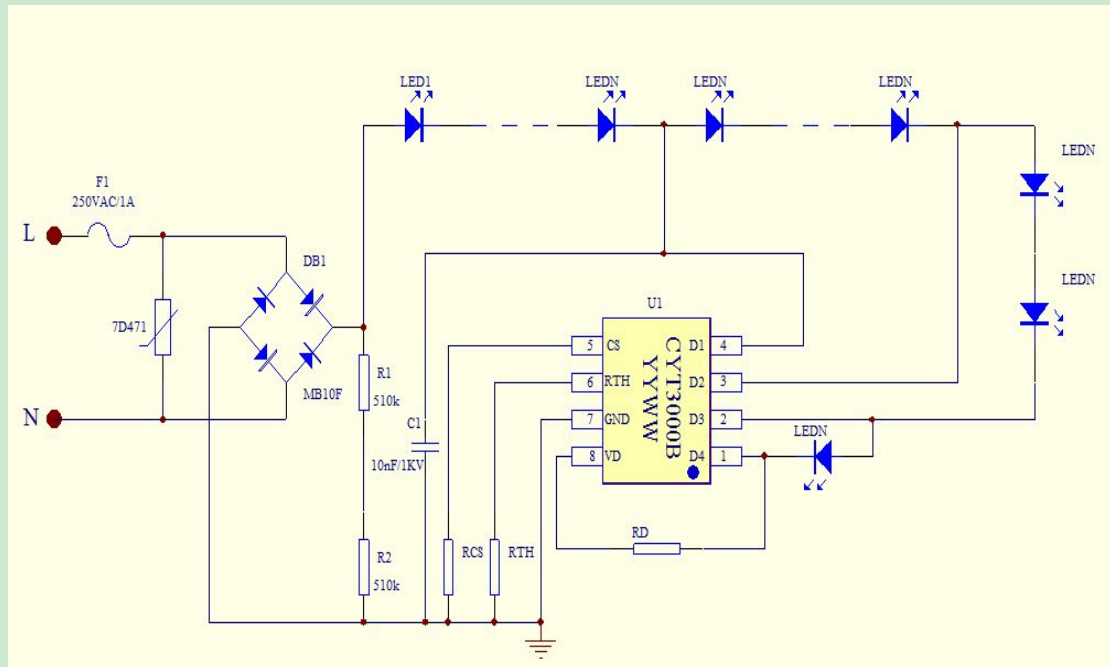 LED1
LEDN
LEDN
LEDN
LEDN
F1
250VAC/1A
L
DB1
LEDN
7D471
U1
MB10F
R1
510k
5
CS
D1
4
6
RTH
D2
3
7
GND
D3
2
8
VD
D4
1
CYT3000B
YYWW
N
C1
10nF/1KV
LEDN
RD
R2
510k
RCS
RTH